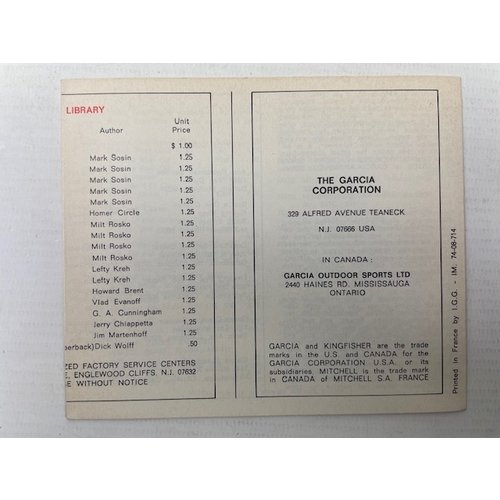 LIBRARY
Author
Unit
Price
$ 1.00
Mark Sosin 1.25
Mark Sosin 1.25
Mark Sosin 1.25
Mark Sosin 1.25
Mark Sosin 1.25
Homer Circle 1.25
Milt Rosko 1.25
Milt Rosko 1.25
Milt Rosko 1.25
Milt Rosko 1.25
Lefty Kreh 1.25
Lefty Kreh 1.25
Howard Brent 1.25
Vlad Evanoff 1.25
G. A. Cunningham 1.25
Jerry Chiappetta 1.25
Jim Martenhoff 1.25
perback)Dick Wolff .50
ZED FACTORY SERVICE CENTERS
E, ENGLEWOOD CLIFFS, N.J. 07632
GE WITHOUT NOTICE
THE GARCIA
CORPORATION
329 ALFRED AVENUE TEANECK
N.J. 07666 USA
IN CANADA :
GARCIA OUTDOOR SPORTS LTD
2440 HAINES RD. MISSISSAUGA
ONTARIO
GARCIA and KINGFISHER are the trade
marks in the U.S. and CANADA for the
GARCIA CORPORATION U.S.A. or its
subsidiaries. MITCHELL is the trade mark
in CANADA of MITCHELL S.A. FRANCE
Printed in France by I.G.G. - IM. 74-08-714